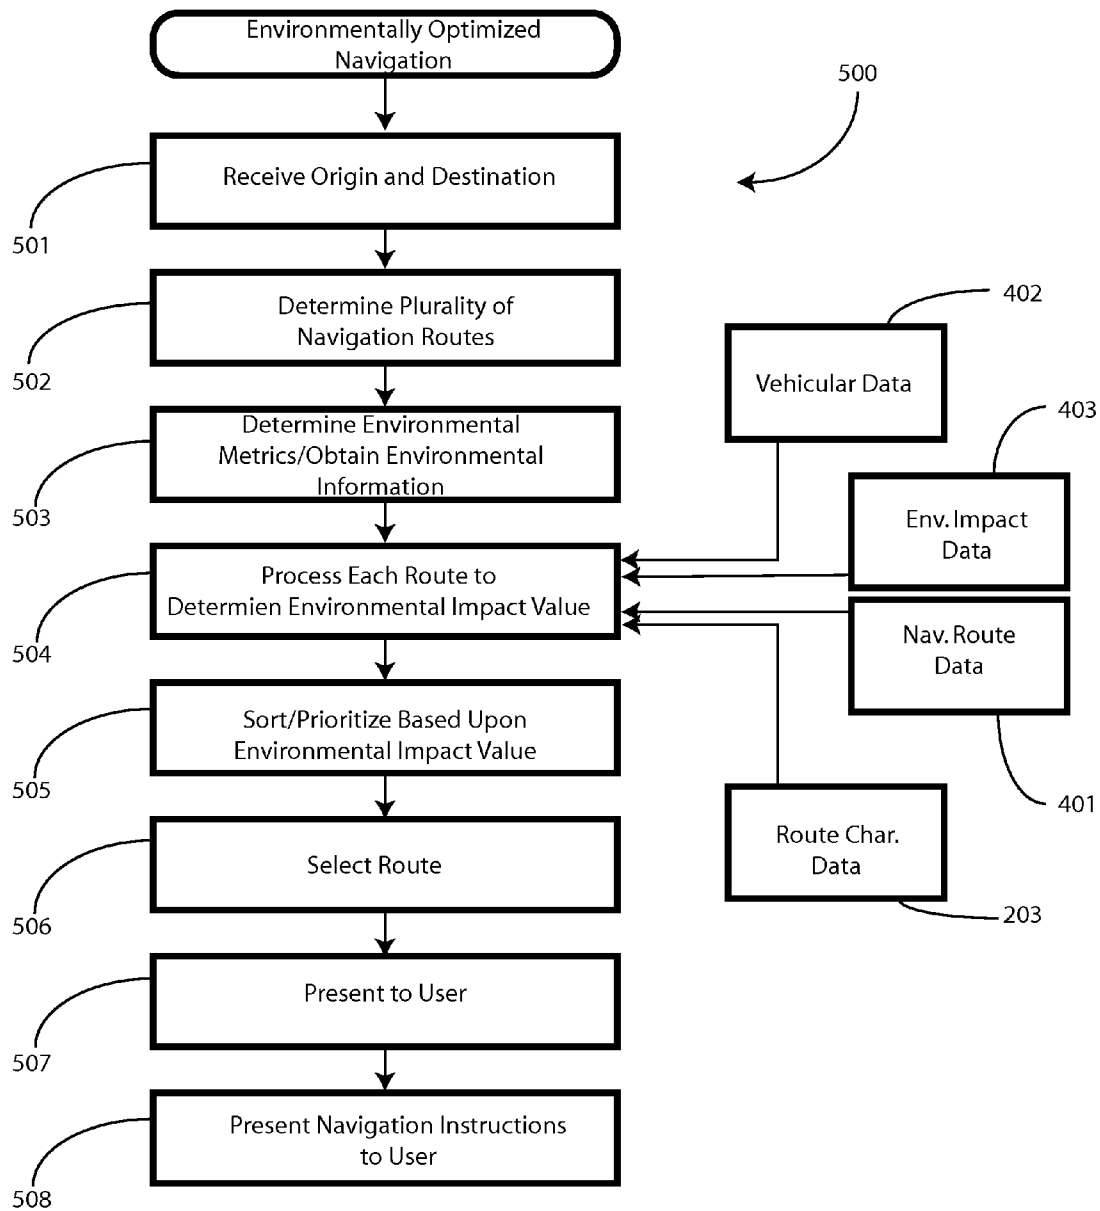 Environmentally Optimized
Navigation
500
Receive Origin and Destination
501
Determine Plurality of
Navigation Routes
502
402
Vehicular Data
Determine Environmental
Metrics/Obtain Environmental
Information
503
403
Env. Impact
Data
Process Each Route to
Determien Environmental Impact Value
504
Nav. Route
Data
401
Sort/Prioritize Based Upon
Environmental Impact Value
505
Route Char.
Data
203
Select Route
506
Present to User
507
Present Navigation Instructions
to User
508